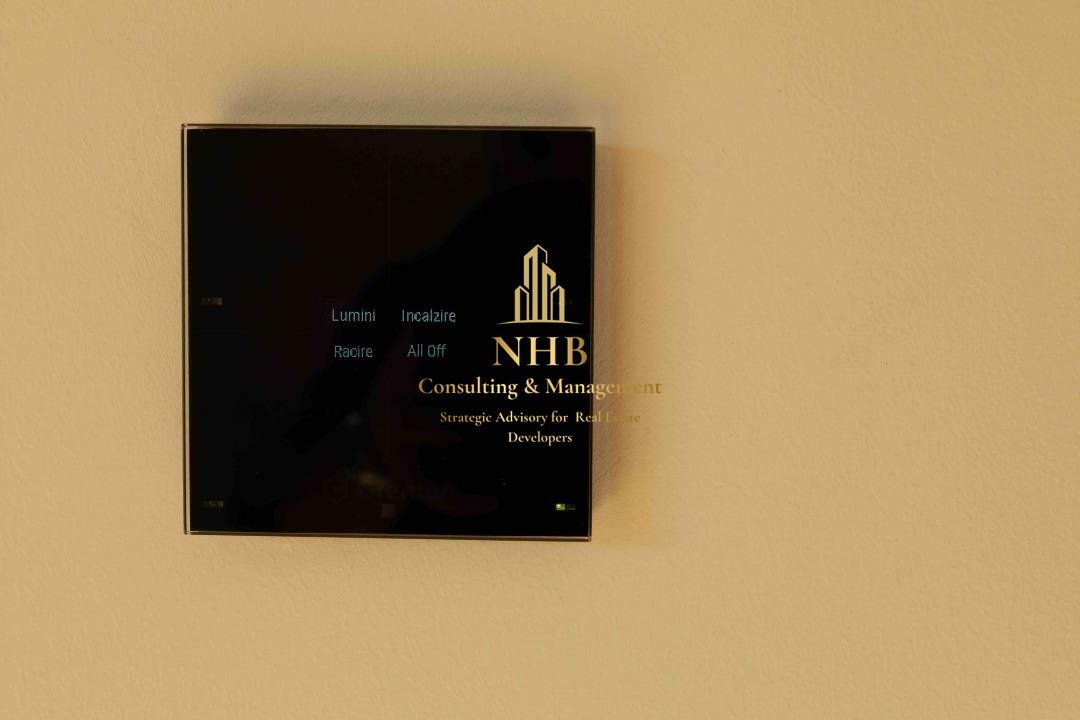 Lumini Incalzire
Racire All Off
NHB
Consulting & Management
Strategic Advisory for Real Estate
Developers